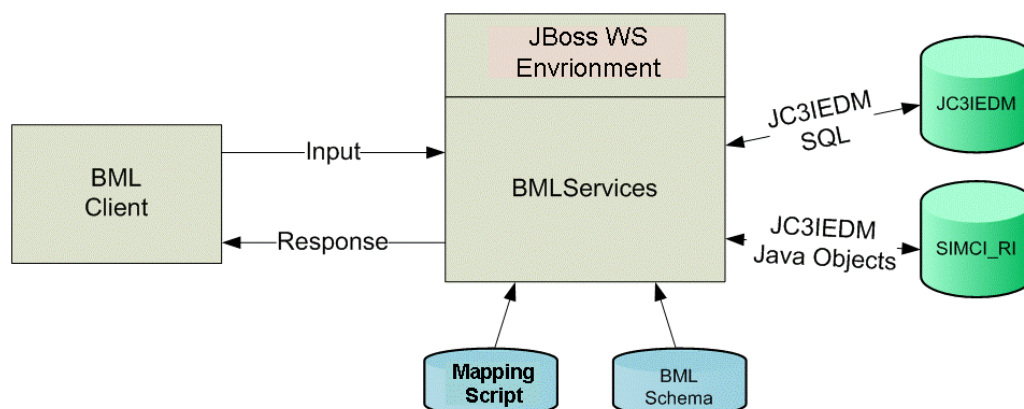 JBoss WS
Envrionment
BML
Client
Input
Response
BMLServices
JC3IEDM
SQL
JC3IEDM
Java Objects
JC3IEDM
SIMCI_RI
Mapping
Script
BML
Schema